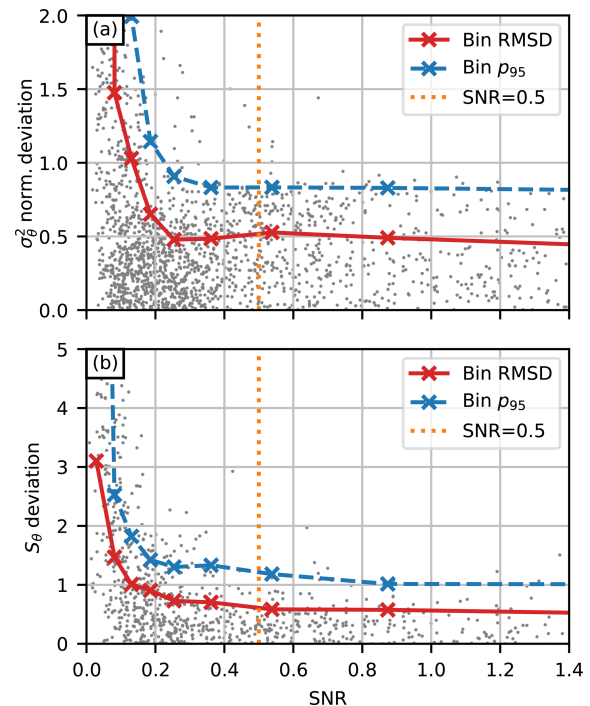 (a)
Bin RMSD
Bin p95
SNR=0.5
σθ² norm. deviation
2.0
1.5
1.0
0.5
0.0
(b)
Bin RMSD
Bin p95
SNR=0.5
Sθ deviation
5
4
3
2
1
0
0.0 0.2 0.4 0.6 0.8 1.0 1.2 1.4
SNR